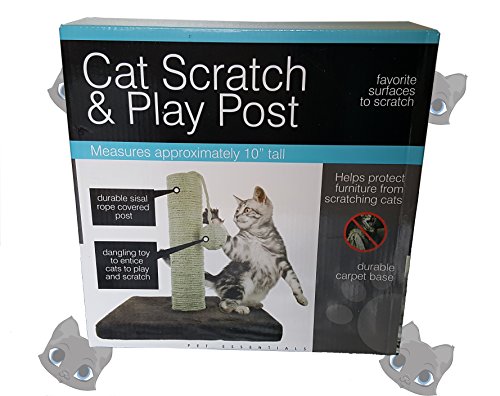 Cat Scratch
& Play Post
favorite
surfaces
to scratch
Measures approximately 10" tall
durable sisal
rope covered
post
dangling toy
to entice
cats to play
and scratch
Helps protect
furniture from
scratching cats
durable
carpet base
PET ESSENTIALS